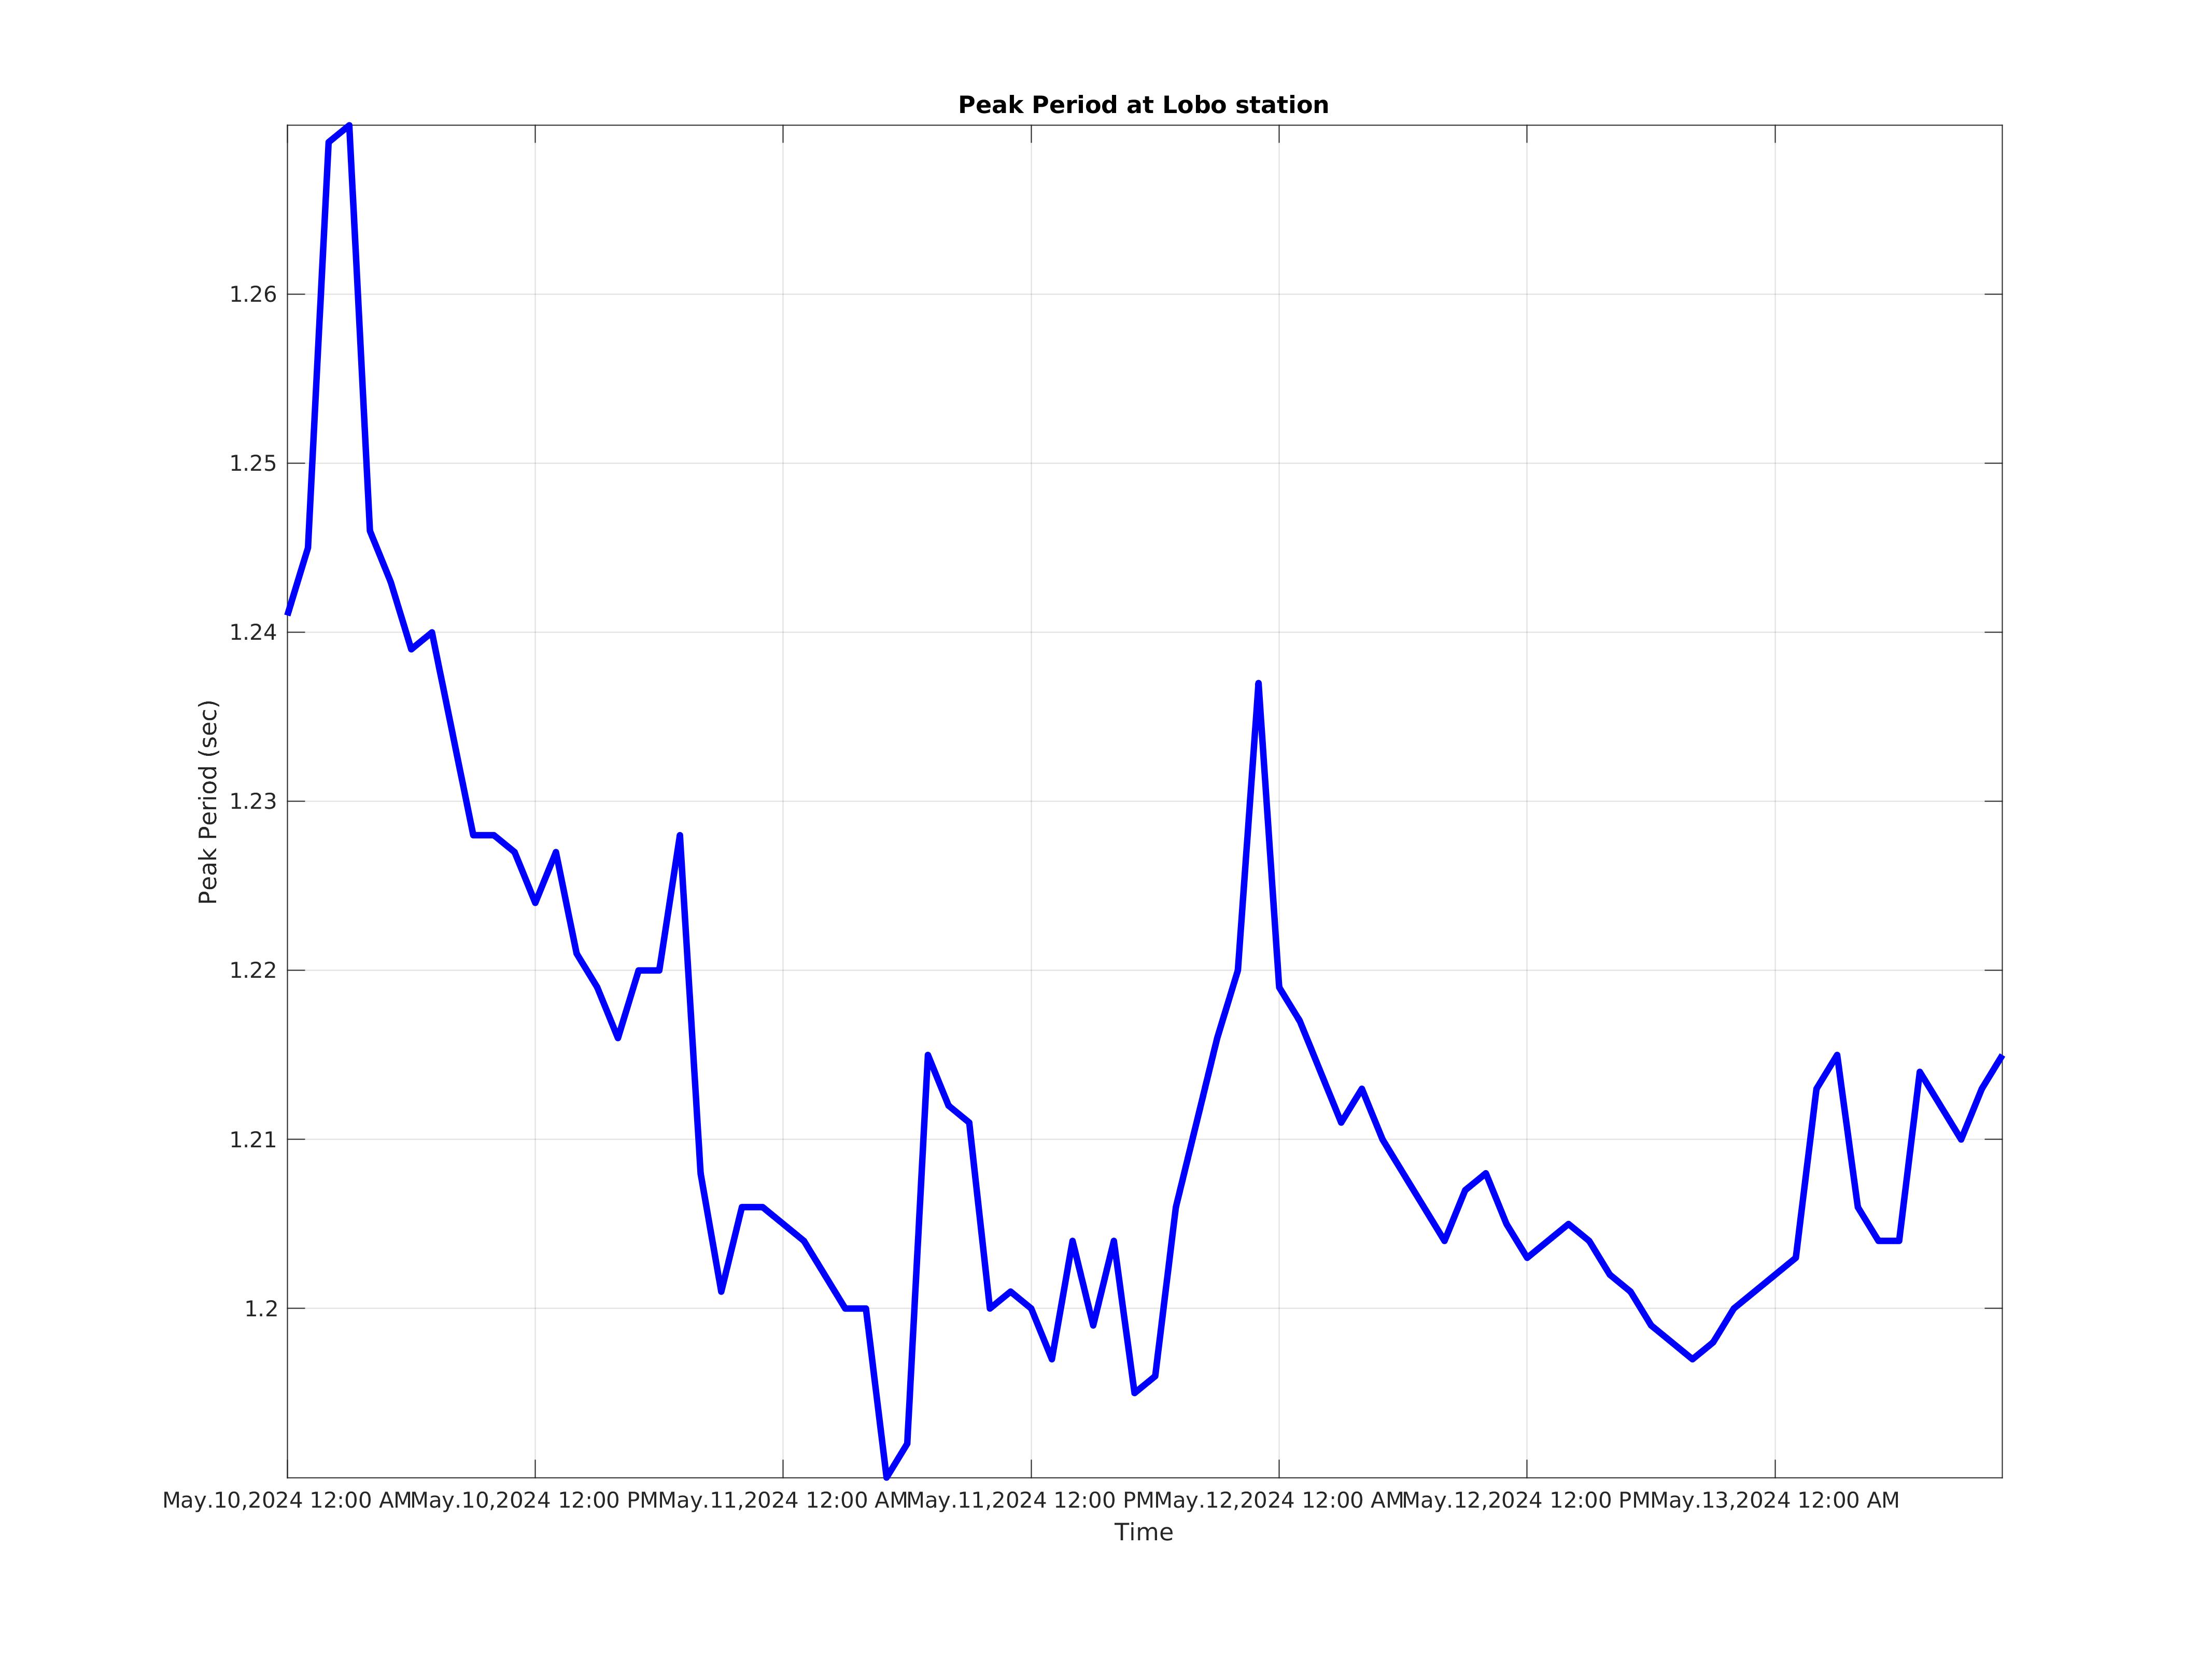 Peak Period at Lobo station
Peak Period (sec)
1.26
1.25
1.24
1.23
1.22
1.21
1.2
May.10,2024 12:00 AM
May.10,2024 12:00 PM
May.11,2024 12:00 AM
May.11,2024 12:00 PM
May.12,2024 12:00 AM
May.12,2024 12:00 PM
May.13,2024 12:00 AM
Time